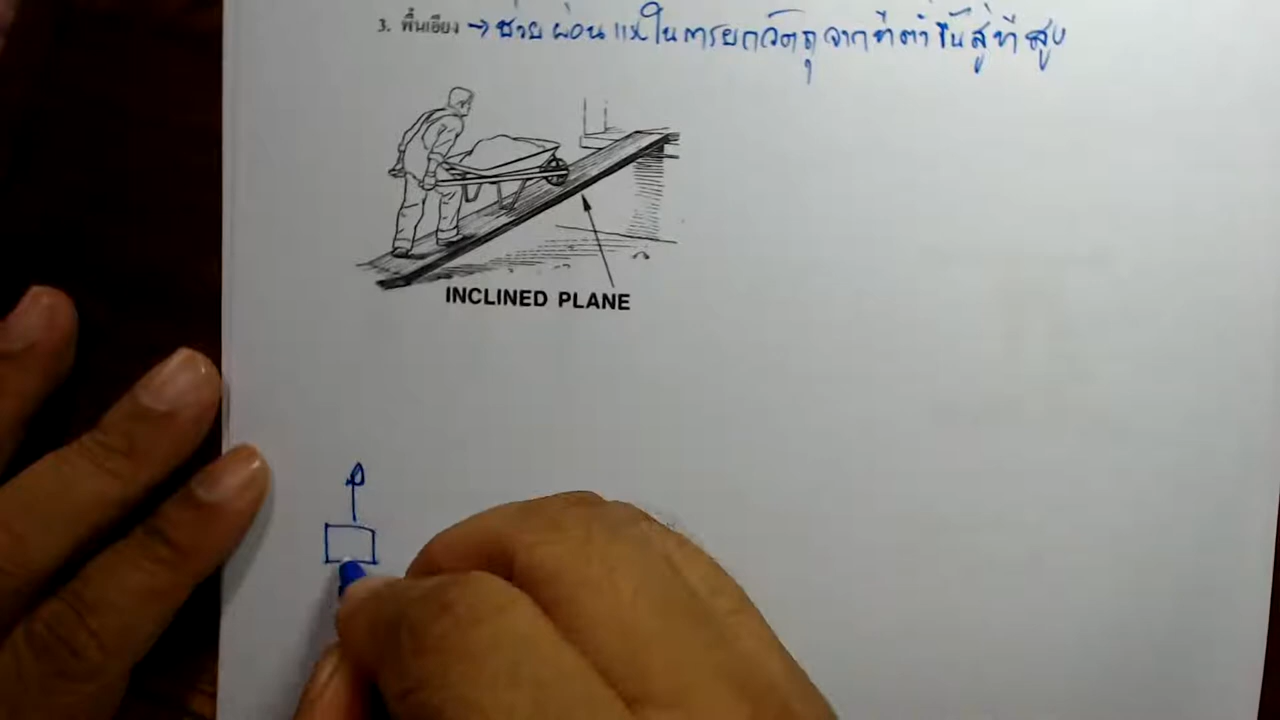 3. พื้นเอียง → ช่วยผ่อนแรงในการยกวัตถุจากที่ต่ำขึ้นสู่ที่สูง
INCLINED PLANE